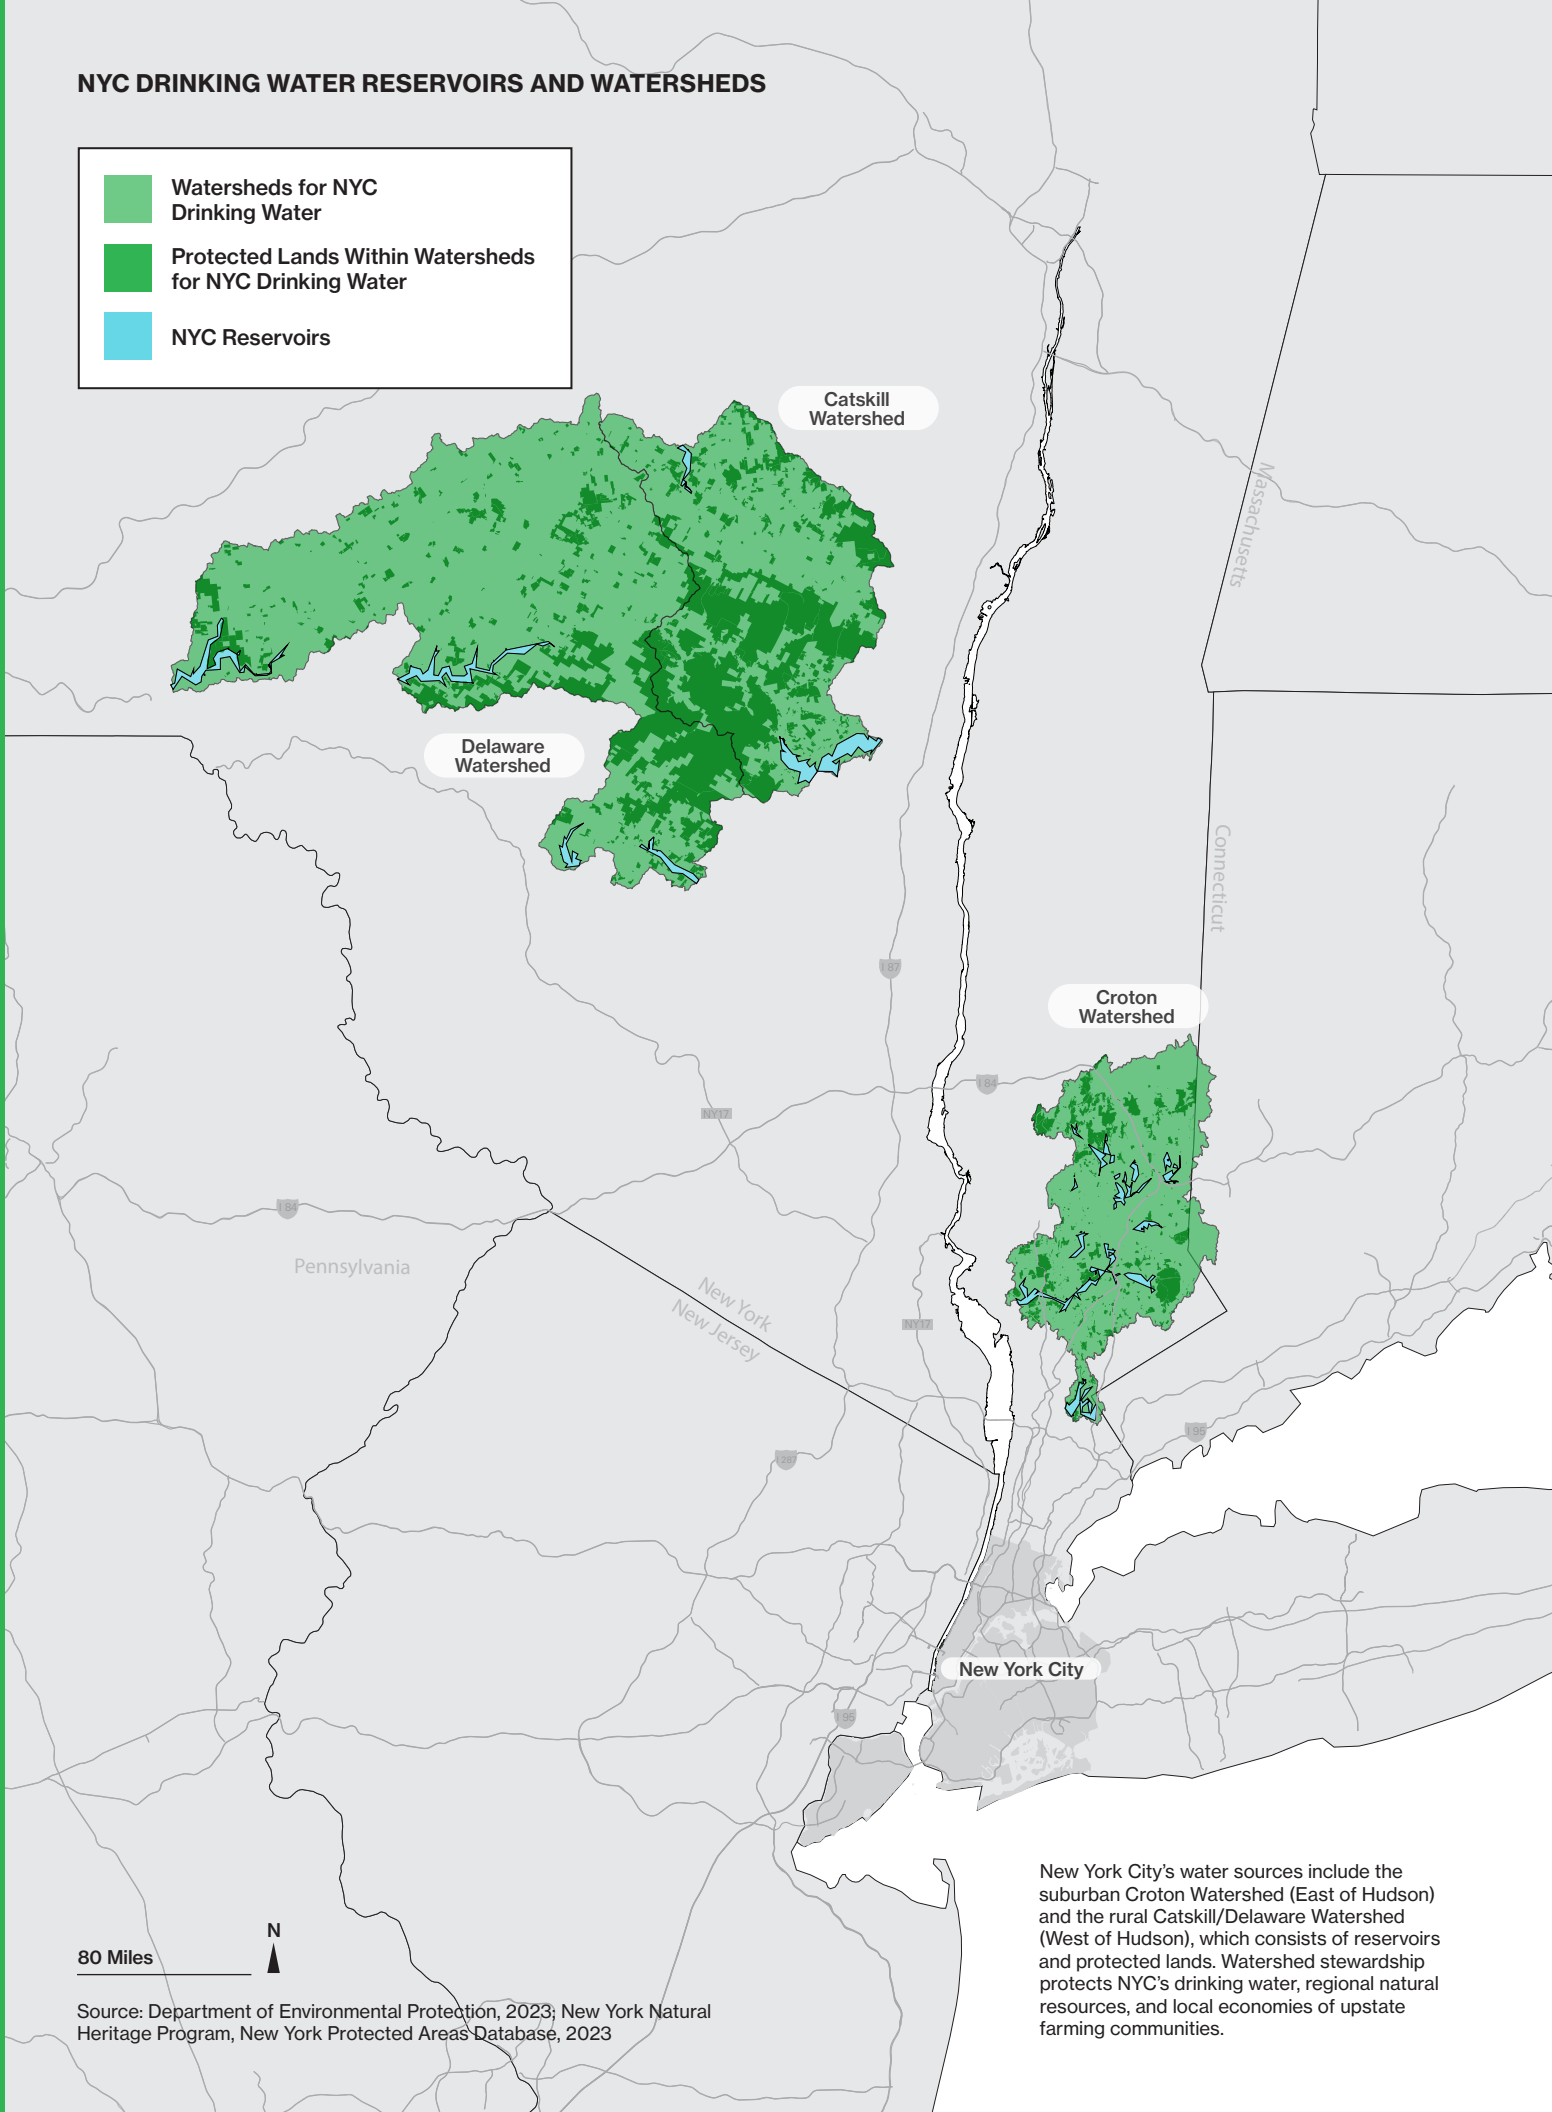 NYC DRINKING WATER RESERVOIRS AND WATERSHEDS
Watersheds for NYC
Drinking Water
Protected Lands Within Watersheds
for NYC Drinking Water
NYC Reservoirs
Catskill
Watershed
Massachusetts
Delaware
Watershed
Connecticut
I 87
Croton
Watershed
I 84
NY17
I 84
Pennsylvania
New York
New Jersey
NY17
I 95
I 287
New York City
I 95
New York City’s water sources include the
suburban Croton Watershed (East of Hudson)
and the rural Catskill/Delaware Watershed
(West of Hudson), which consists of reservoirs
and protected lands. Watershed stewardship
protects NYC’s drinking water, regional natural
resources, and local economies of upstate
farming communities.
N
80 Miles
Source: Department of Environmental Protection, 2023; New York Natural
Heritage Program, New York Protected Areas Database, 2023